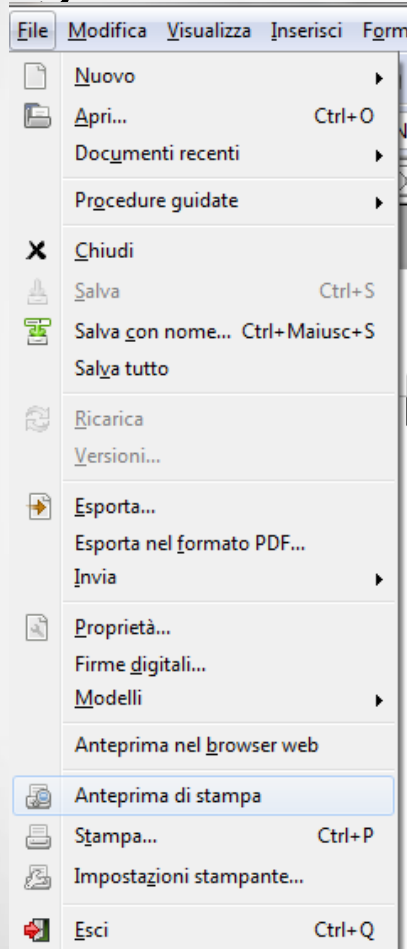 File Modifica Visualizza Inserisci Form
Nuovo
Apri... Ctrl+O
Documenti recenti
Procedure guidate
Chiudi
Salva Ctrl+S
Salva con nome... Ctrl+Maiusc+S
Salva tutto
Ricarica
Versioni...
Esporta...
Esporta nel formato PDF...
Invia
Proprietà...
Firme digitali...
Modelli
Anteprima nel browser web
Anteprima di stampa
Stampa... Ctrl+P
Impostazioni stampante...
Esci Ctrl+Q